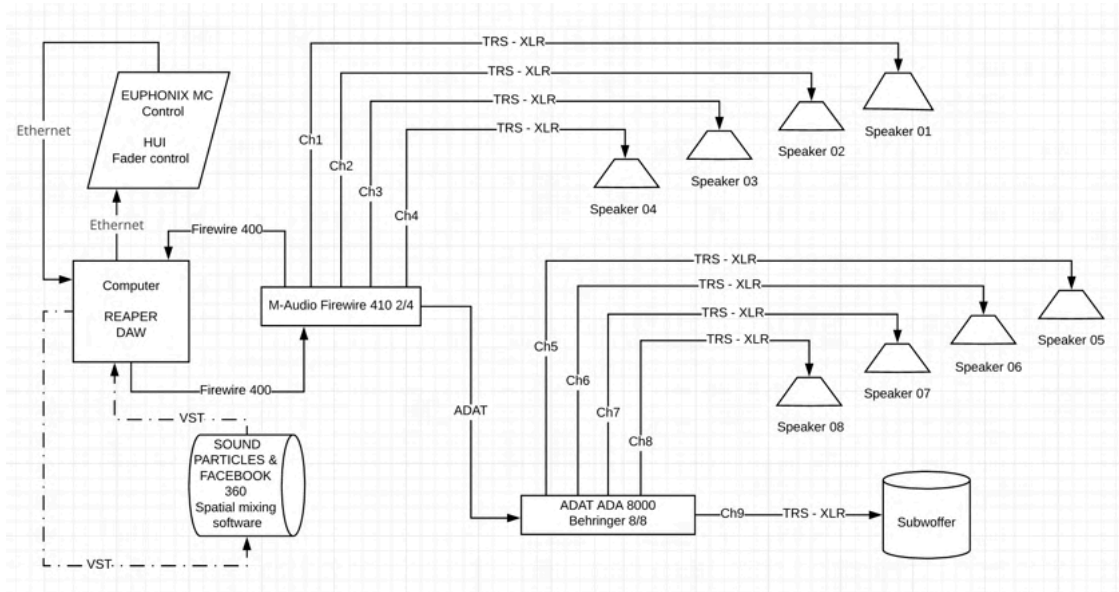 TRS - XLR
TRS - XLR
TRS - XLR
TRS - XLR
EUPHONIX MC
Control
HUI
Fader control
Ethernet
Ch1
Ch2
Ch3
Ch4
Speaker 01
Speaker 02
Speaker 03
Speaker 04
Ethernet
Firewire 400
Computer
REAPER
DAW
M-Audio Firewire 410 2/4
TRS - XLR
TRS - XLR
TRS - XLR
TRS - XLR
Speaker 05
Speaker 06
Speaker 07
Speaker 08
Ch5
Ch6
Ch7
Ch8
Firewire 400
ADAT
VST
SOUND
PARTICLES &
FACEBOOK
360
Spatial mixing
software
VST
ADAT ADA 8000
Behringer 8/8
Ch9
TRS - XLR
Subwoffer